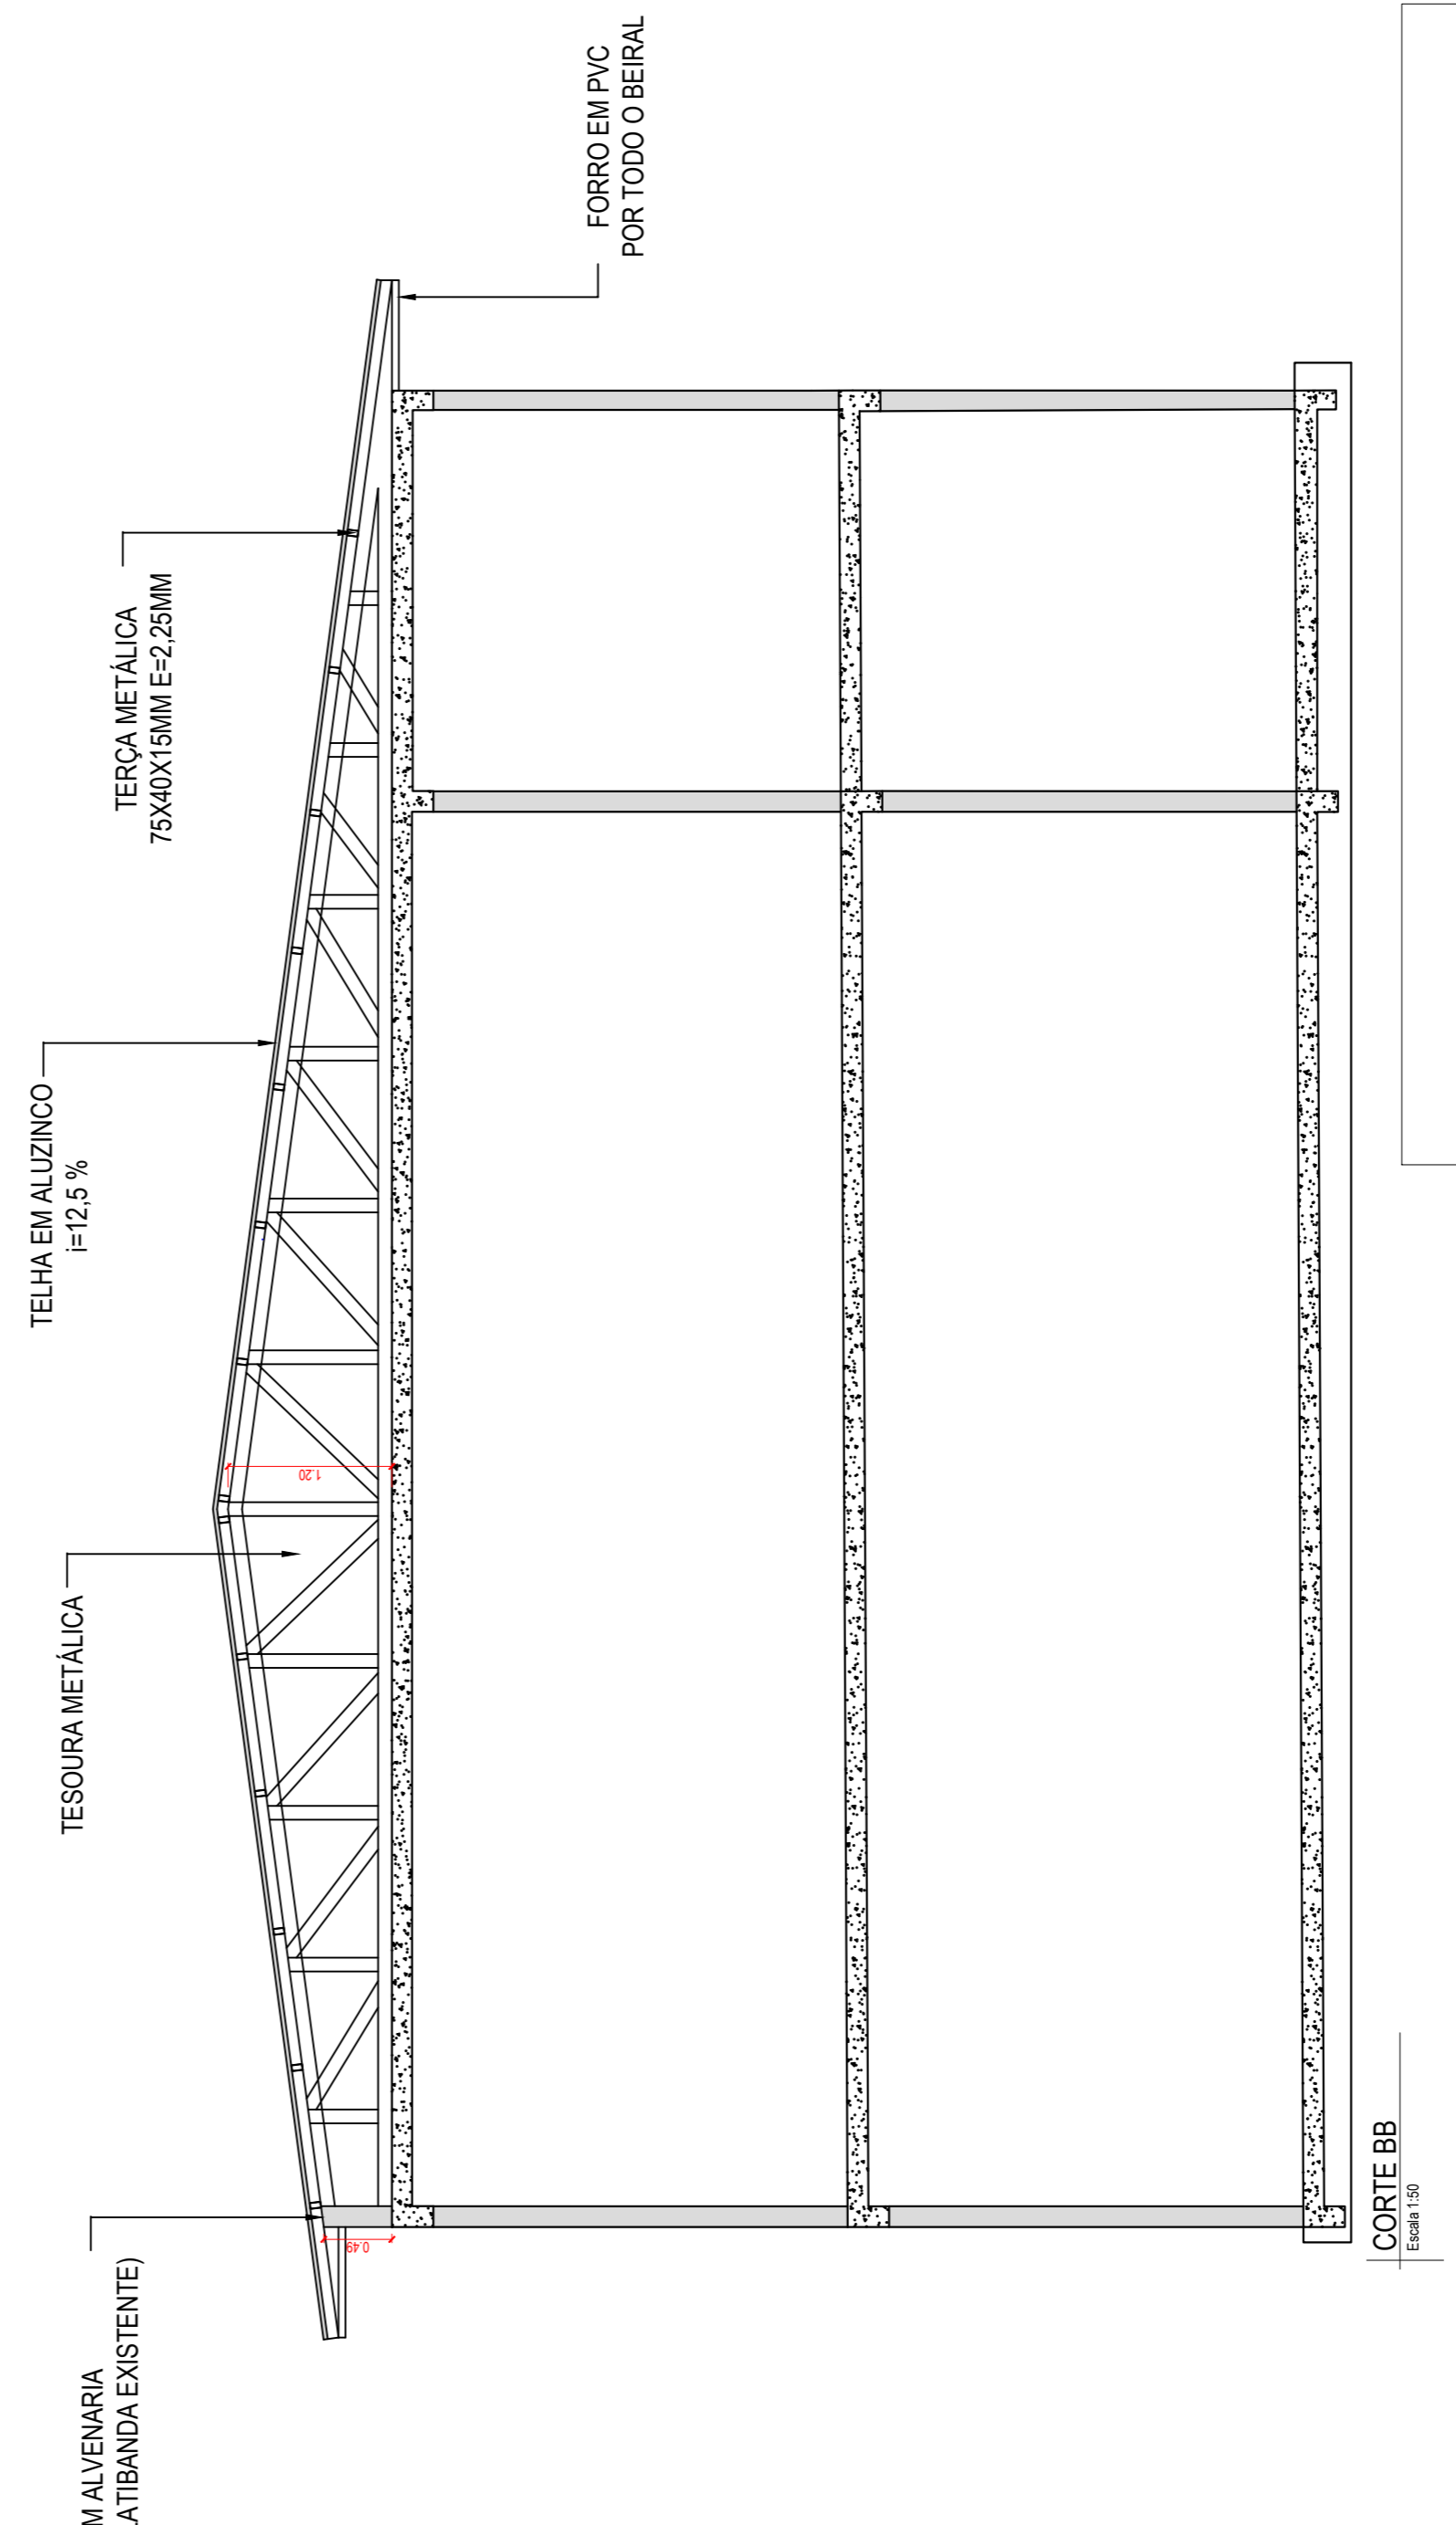 M ALVENARIA
ATIBANDA EXISTENTE)
TESOURA METÁLICA
TELHA EM ALUZINCO
i=12,5 %
TERÇA METÁLICA
75X40X15MM E=2,25MM
FORRO EM PVC
POR TODO O BEIRAL
0.49
1.20
CORTE BB
Escala 1:50